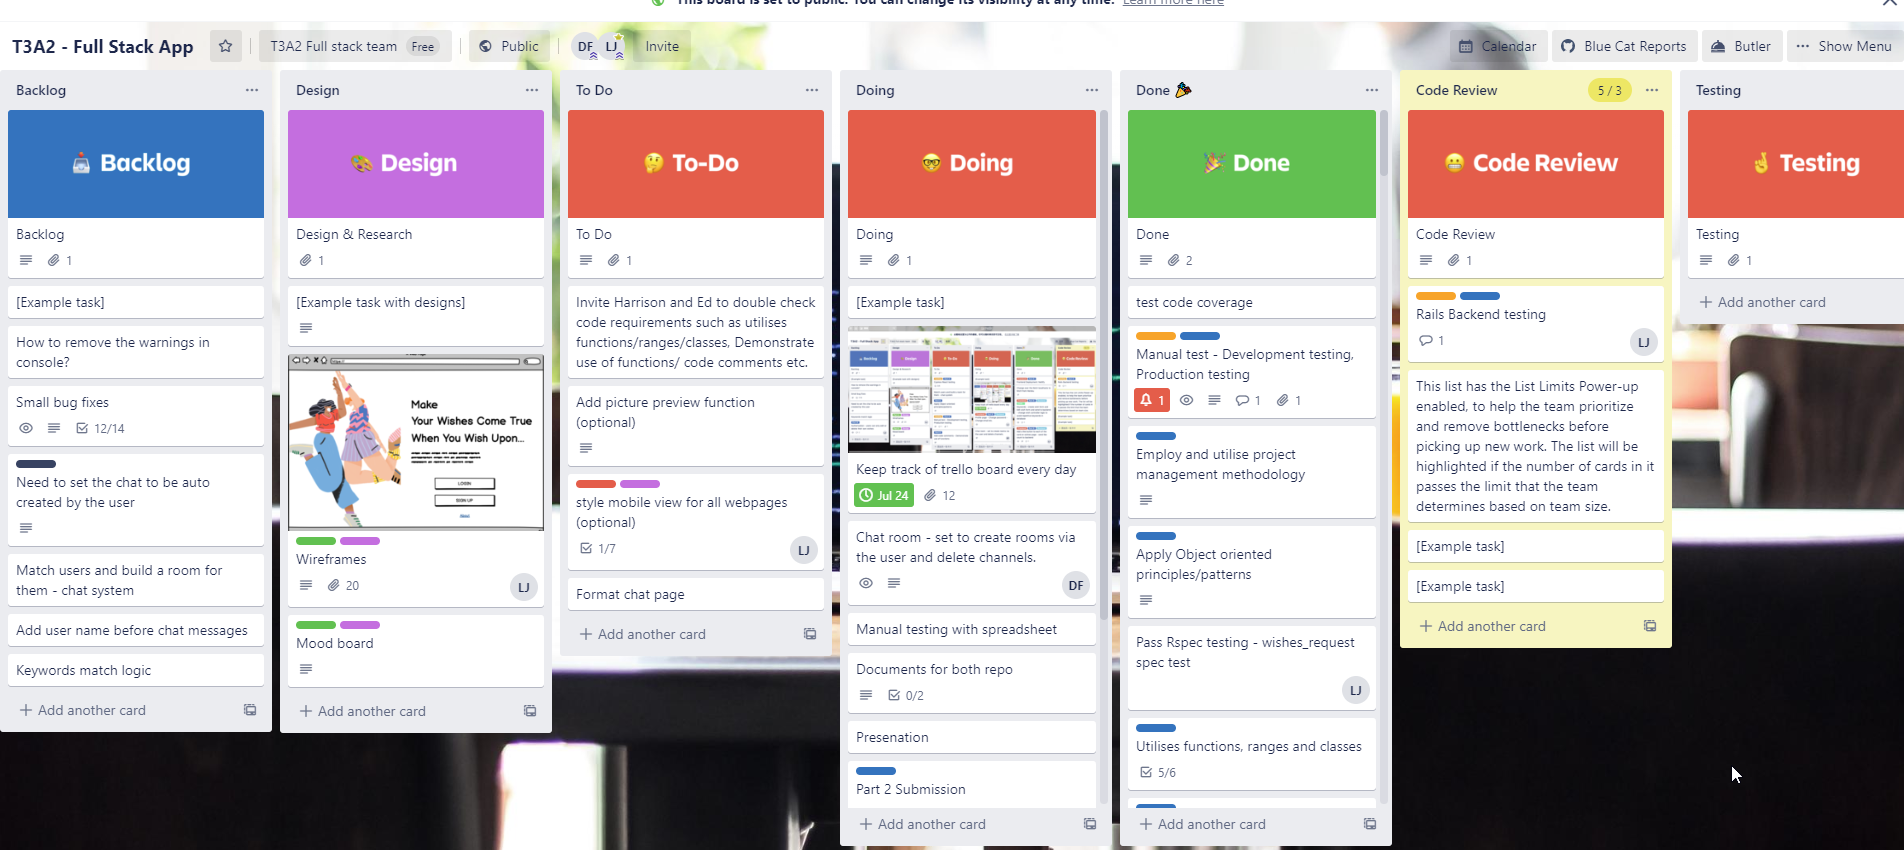 This board is set to public. You can change its visibility at any time. Learn more here
T3A2 - Full Stack App
T3A2 Full stack team Free
Public
DF LJ
Invite
Calendar
Blue Cat Reports
Butler
Show Menu
Backlog
Backlog
Backlog
1
[Example task]
How to remove the warnings in
console?
Small bug fixes
12/14
Need to set the chat to be auto
created by the user
Match users and build a room for
them - chat system
Add user name before chat messages
Keywords match logic
+ Add another card
Design
Design
Design & Research
1
[Example task with designs]
Make
Your Wishes Come True
When You Wish Upon...
LOGIN
SIGN UP
Wireframes
20
LJ
Mood board
+ Add another card
To Do
To-Do
To Do
1
Invite Harrison and Ed to double check
code requirements such as utilises
functions/ranges/classes, Demonstrate
use of functions/ code comments etc.
Add picture preview function
(optional)
style mobile view for all webpages
(optional)
1/7
LJ
Format chat page
+ Add another card
Doing
Doing
Doing
1
[Example task]
Keep track of trello board every day
Jul 24
12
Chat room - set to create rooms via
the user and delete channels.
DF
Manual testing with spreadsheet
Documents for both repo
0/2
Presenation
Part 2 Submission
+ Add another card
Done
Done
Done
2
test code coverage
Manual test - Development testing,
Production testing
1 1 1
Employ and utilise project
management methodology
Apply Object oriented
principles/patterns
Pass Rspec testing - wishes_request
spec test
LJ
Utilises functions, ranges and classes
5/6
+ Add another card
Code Review
5 / 3
Code Review
Code Review
1
Rails Backend testing
1
LJ
This list has the List Limits Power-up
enabled, to help the team prioritize
and remove bottlenecks before
picking up new work. The list will be
highlighted if the number of cards in it
passes the limit that the team
determines based on team size.
[Example task]
[Example task]
+ Add another card
Testing
Testing
Testing
1
+ Add another card